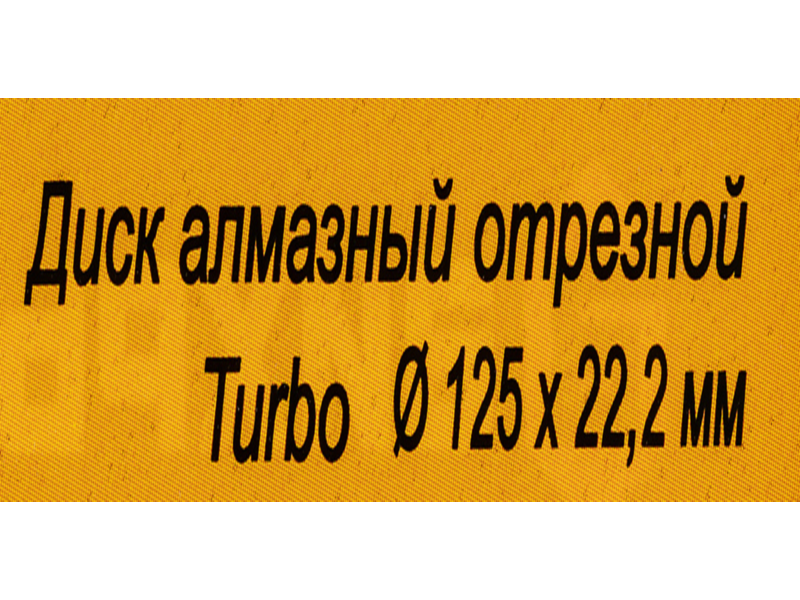 Диск алмазный отрезной
Turbo Ø 125 x 22,2 мм